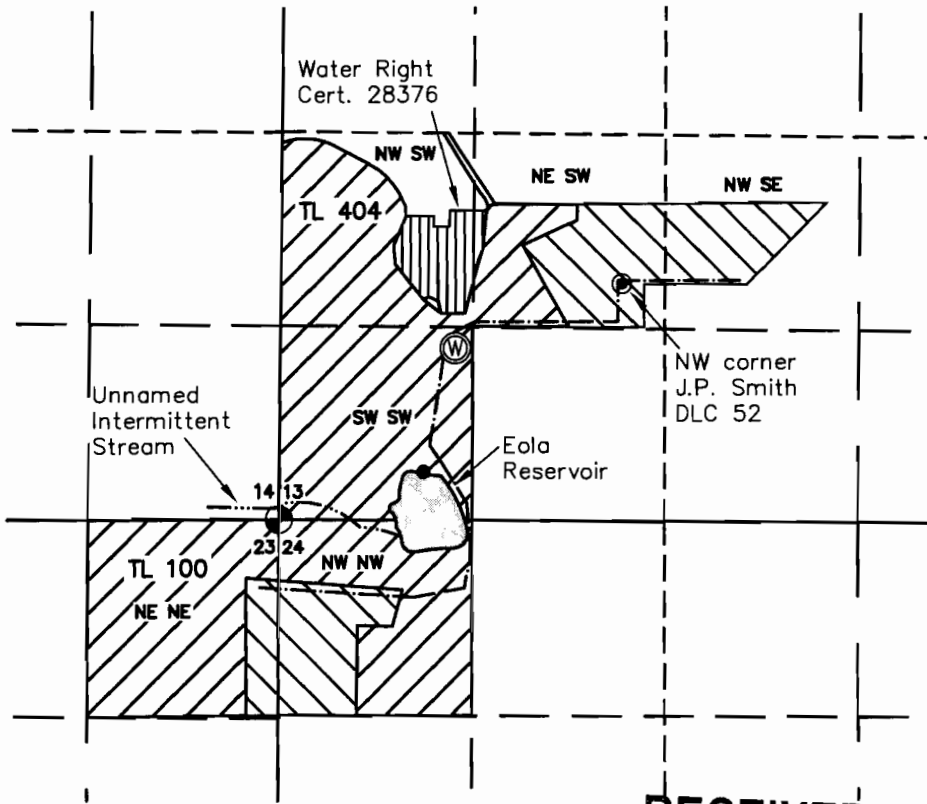 Water Right
Cert. 28376
NW SW
NE SW
NW SE
TL 404
W
NW corner
J.P. Smith
DLC 52
Unnamed
Intermittent
Stream
SW SW
Eola
Reservoir
14 13
23 24
TL 100
NW NW
NE NE